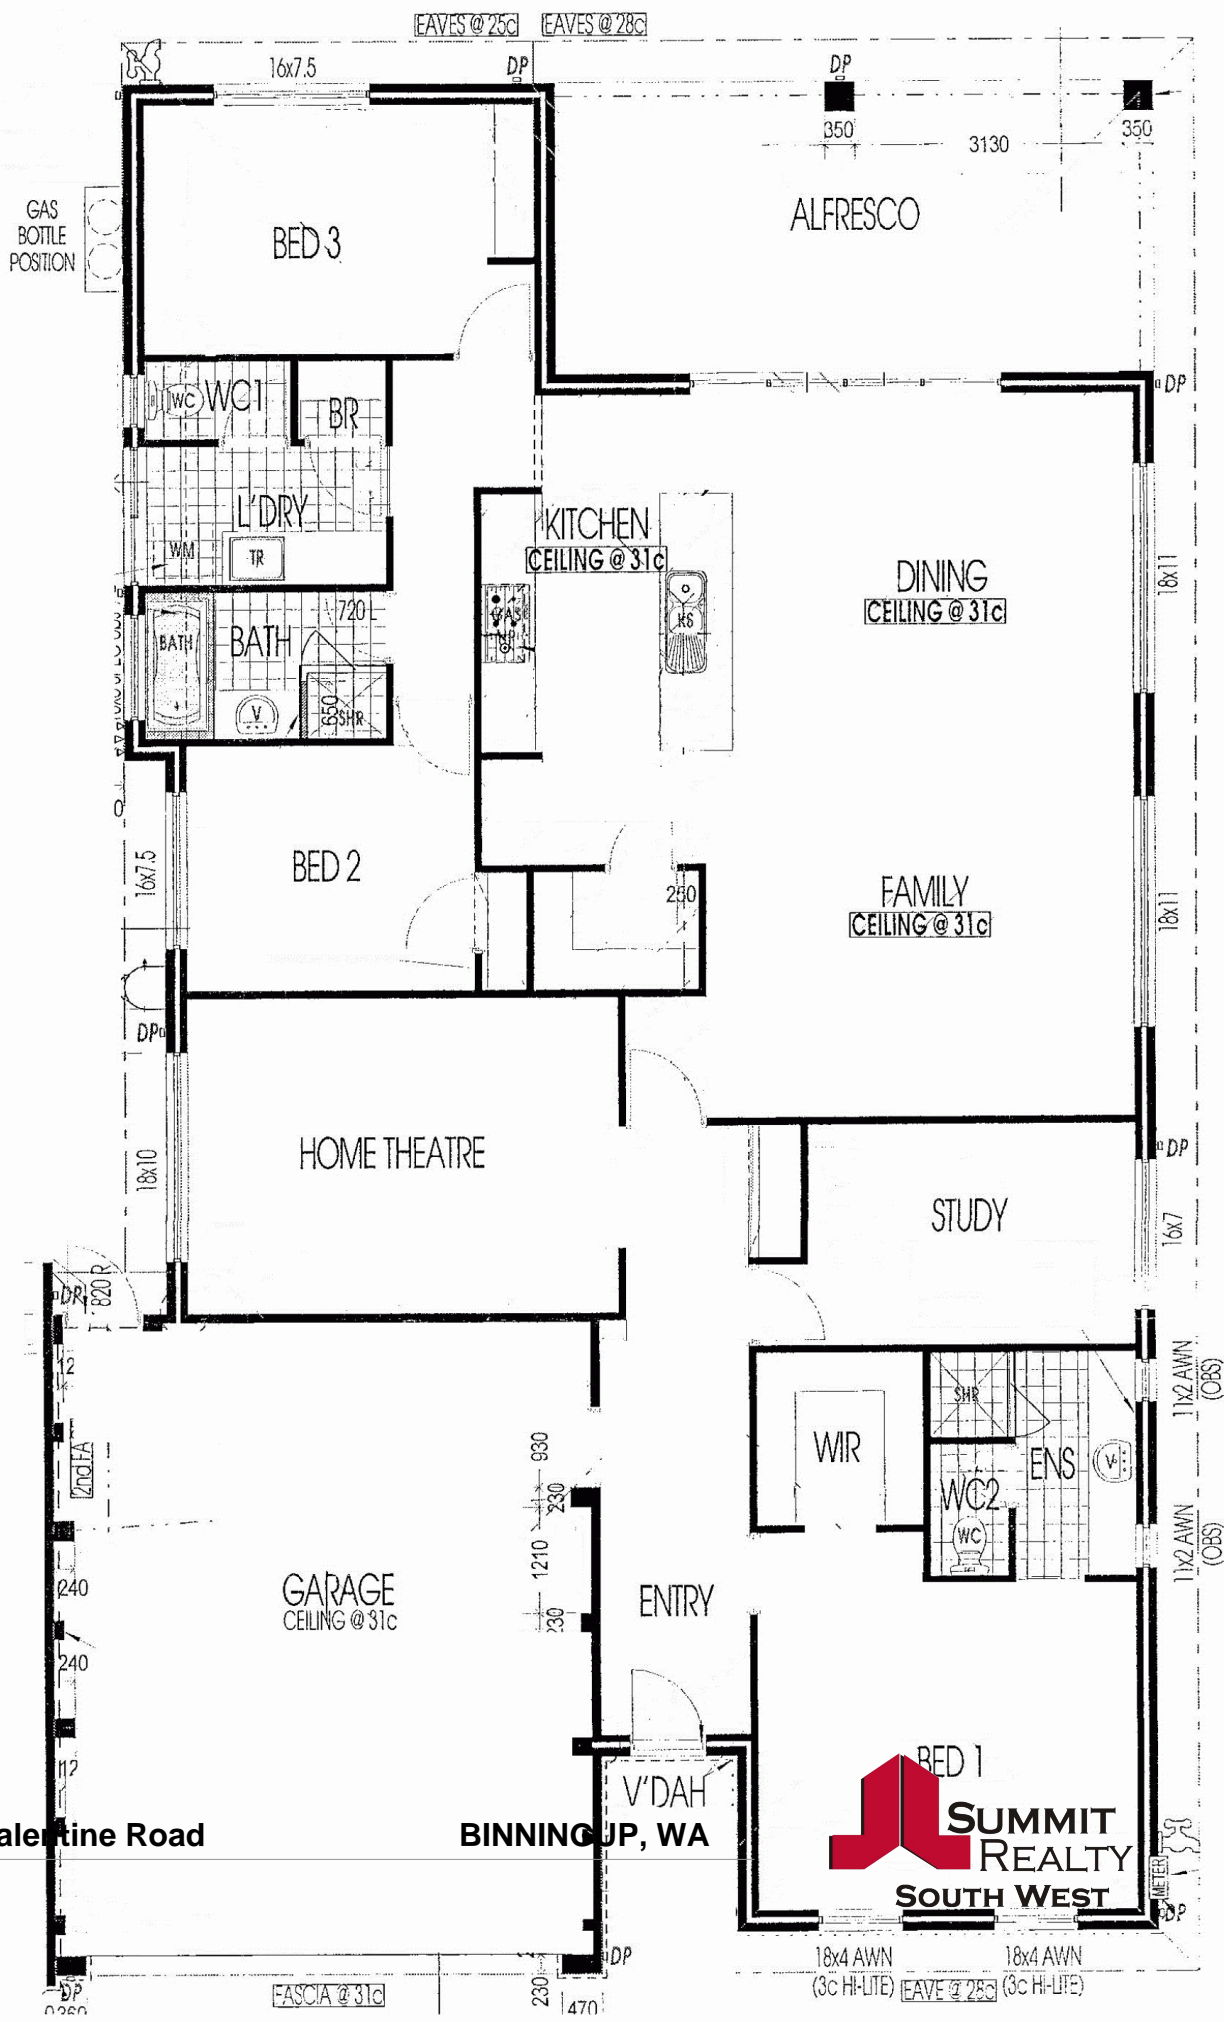 EAVES @ 25c
EAVES @ 28c
16x7.5
DP
DP
350
3130
350
GAS
BOTTLE
POSITION
BED 3
ALFRESCO
WC
WC1
BR
DP
L'DRY
WM
TR
KITCHEN
CEILING @ 31c
DINING
CEILING @ 31c
18x11
GAS
KS
720 L
BATH
BATH
V
650
SHR
16x7.5
BED 2
250
FAMILY
CEILING @ 31c
18x11
DP
HOME THEATRE
18x10
DP
STUDY
16x7
820 R
DP
12
2nd FA
SHR
11x2 AWN
(OBS)
WIR
930
230
ENS
V
WC2
WC
11x2 AWN
(OBS)
1210
240
GARAGE
CEILING @ 31c
230
ENTRY
240
12
V'DAH
BED 1
alentine Road
BINNINGUP, WA
SUMMIT
REALTY
SOUTH WEST
METER
DP
DP
18x4 AWN
(3c HI-LITE)
EAVE @ 28c
18x4 AWN
(3c HI-LITE)
DP
FASCIA @ 31c
230
470